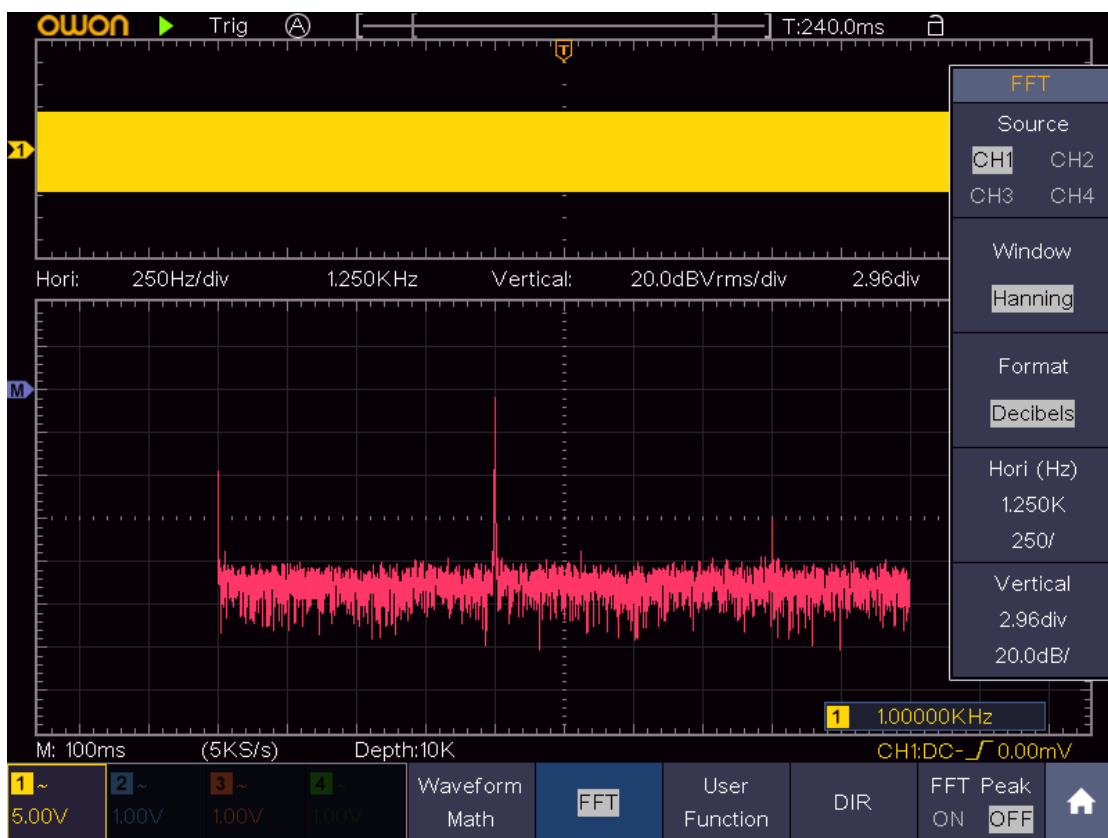 OWON Trig A T:240.0ms
T
FFT
Source
CH1 CH2
CH3 CH4
1
Window
Hanning
Hori: 250Hz/div 1.250KHz Vertical: 20.0dBVrms/div 2.96div
Format
Decibels
M
Hori (Hz)
1.250K
250/
Vertical
2.96div
20.0dB/
1 1.00000KHz
M: 100ms (5KS/s) Depth:10K CH1:DC- 0.00mV
1 ~ 2 ~ 3 ~ 4 ~ Waveform Math FFT User Function DIR FFT Peak
5.00V 1.00V 1.00V 1.00V ON OFF